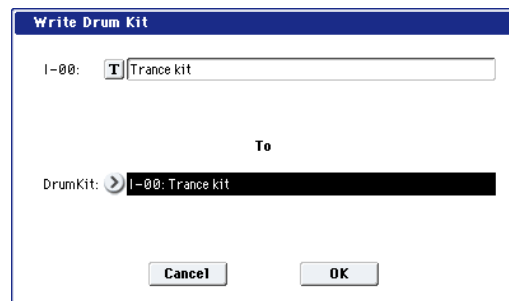 Write Drum Kit
I-00: T Trance kit
To
DrumKit: I-00: Trance kit
Cancel OK